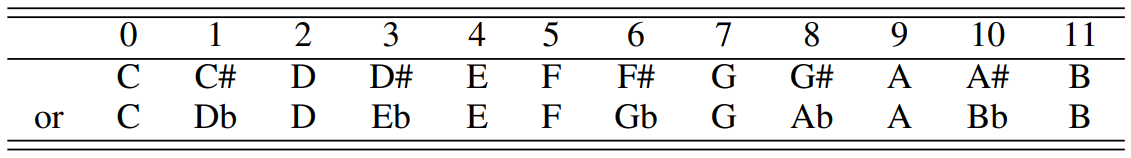 0 1 2 3 4 5 6 7 8 9 10 11
C C# D D# E F F# G G# A A# B
or C Db D Eb E F Gb G Ab A Bb B